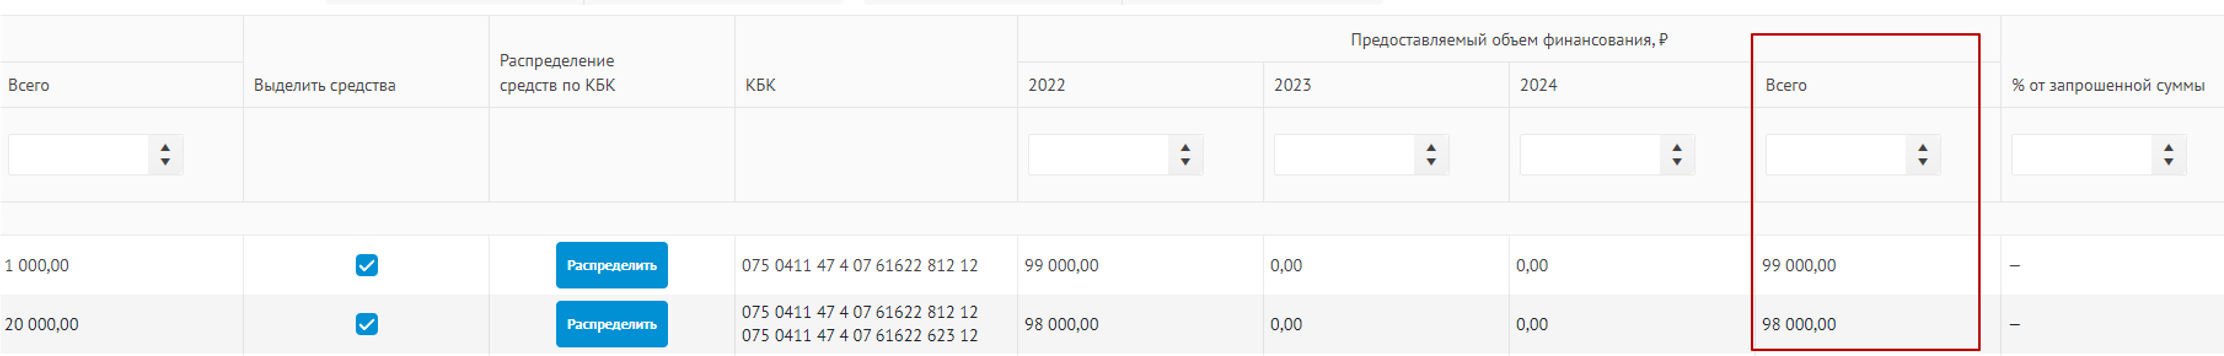 Предоставляемый объем финансования, ₽
Всего
Выделить средства
Распределение
средств по КБК
КБК
2022
2023
2024
Всего
% от запрошенной суммы
1 000,00
Распределить
075 0411 47 4 07 61622 812 12
99 000,00
0,00
0,00
99 000,00
—
20 000,00
Распределить
075 0411 47 4 07 61622 812 12
075 0411 47 4 07 61622 623 12
98 000,00
0,00
0,00
98 000,00
—